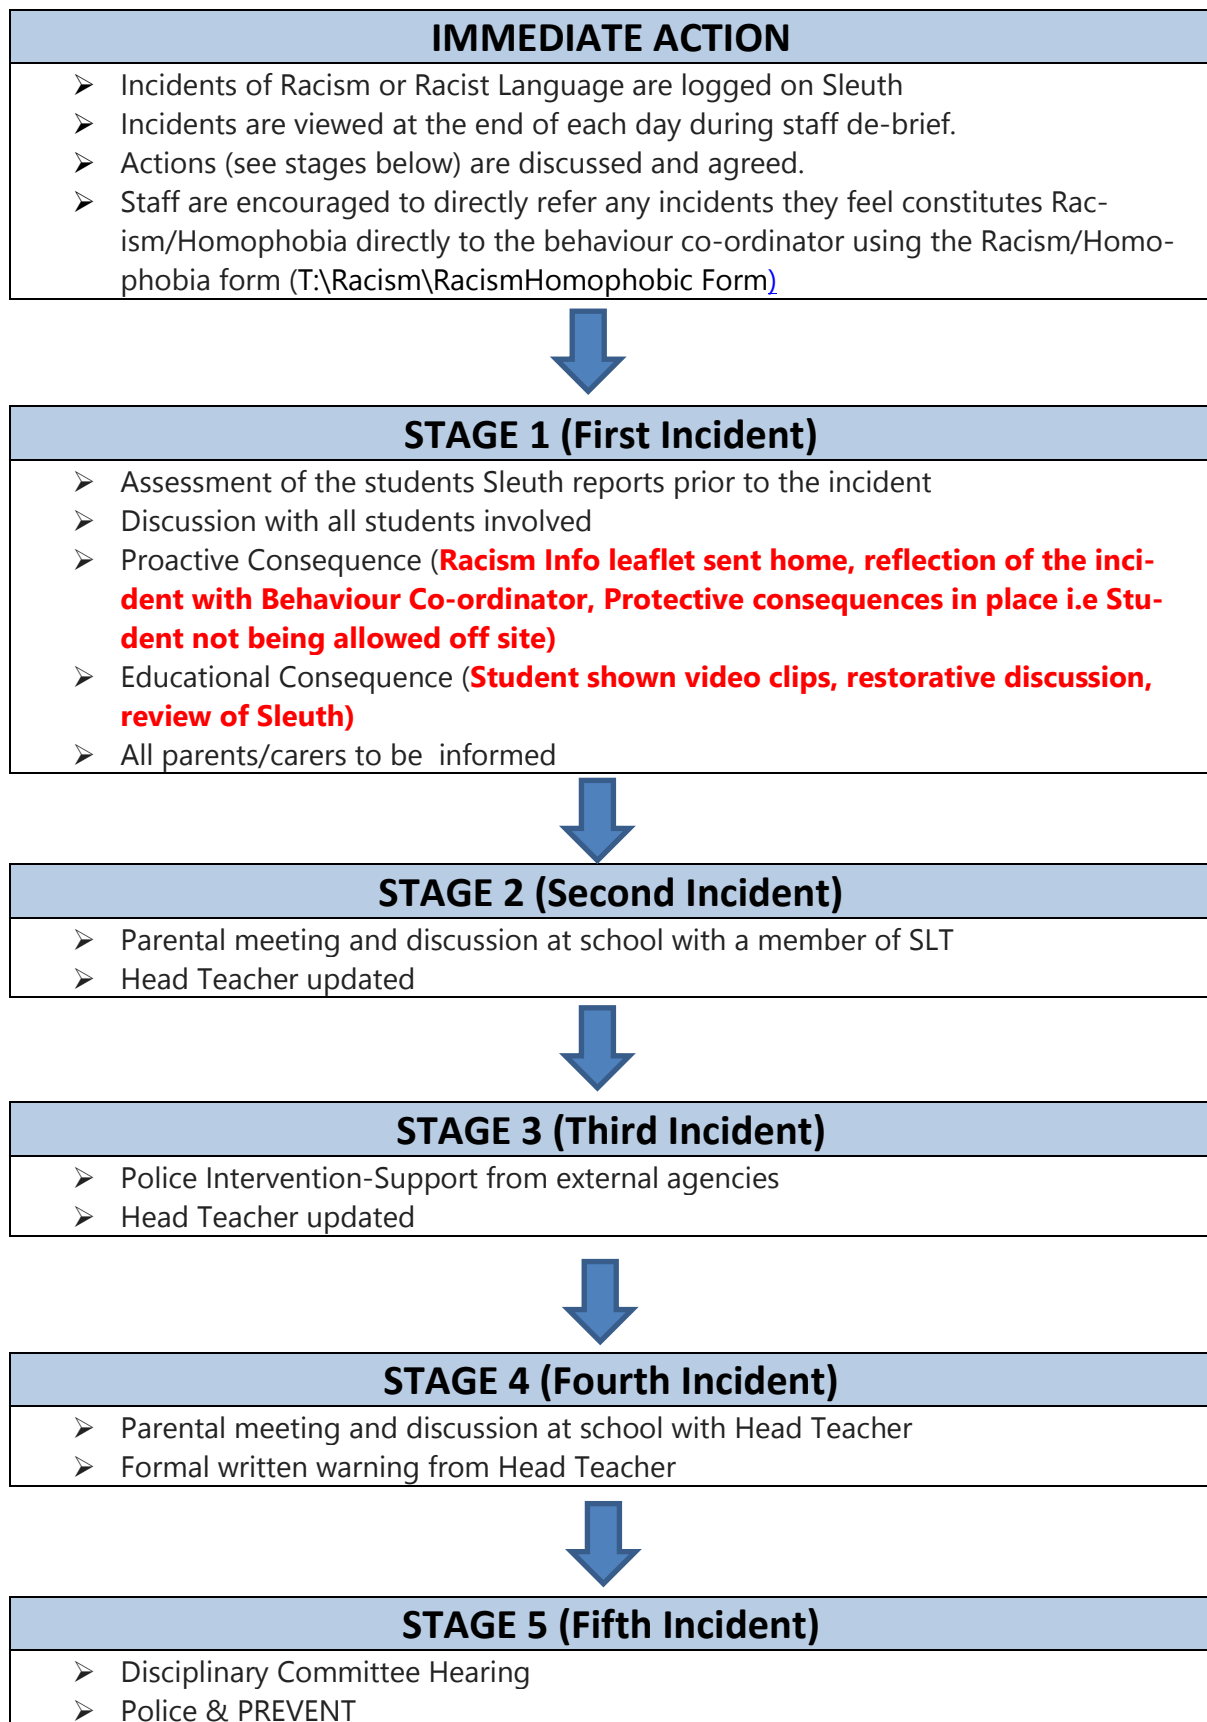 IMMEDIATE ACTION
➢ Incidents of Racism or Racist Language are logged on Sleuth
➢ Incidents are viewed at the end of each day during staff de-brief.
➢ Actions (see stages below) are discussed and agreed.
➢ Staff are encouraged to directly refer any incidents they feel constitutes Rac-
ism/Homophobia directly to the behaviour co-ordinator using the Racism/Homo-
phobia form (T:\Racism\RacismHomophobic Form)
STAGE 1 (First Incident)
➢ Assessment of the students Sleuth reports prior to the incident
➢ Discussion with all students involved
➢ Proactive Consequence (Racism Info leaflet sent home, reflection of the inci-
dent with Behaviour Co-ordinator, Protective consequences in place i.e Stu-
dent not being allowed off site)
➢ Educational Consequence (Student shown video clips, restorative discussion,
review of Sleuth)
➢ All parents/carers to be  informed
STAGE 2 (Second Incident)
➢ Parental meeting and discussion at school with a member of SLT
➢ Head Teacher updated
STAGE 3 (Third Incident)
➢ Police Intervention-Support from external agencies
➢ Head Teacher updated
STAGE 4 (Fourth Incident)
➢ Parental meeting and discussion at school with Head Teacher
➢ Formal written warning from Head Teacher
STAGE 5 (Fifth Incident)
➢ Disciplinary Committee Hearing
➢ Police & PREVENT